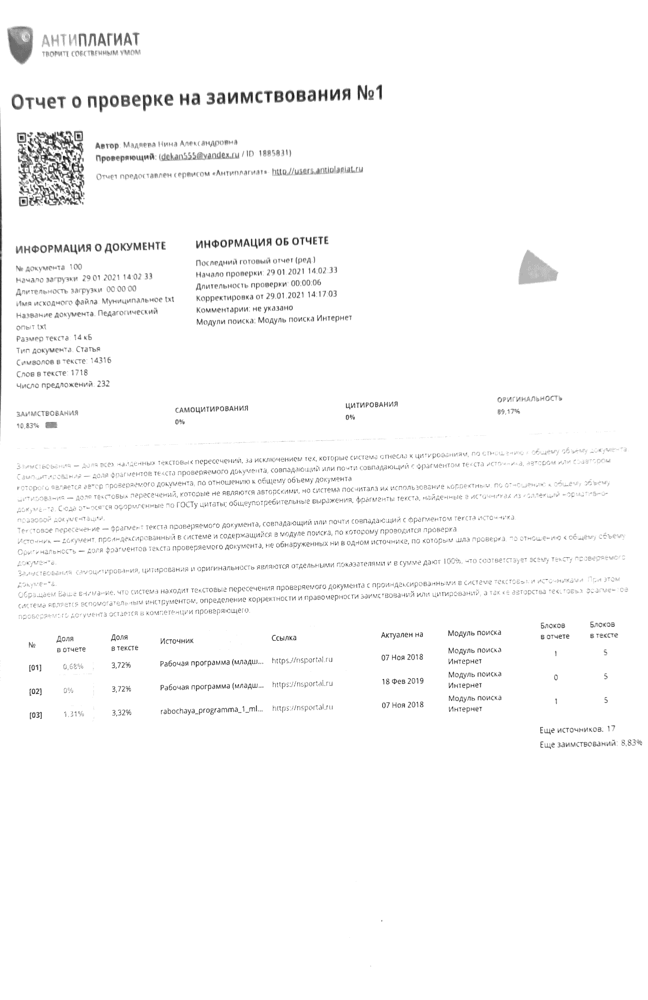 АНТИПЛАГИАТ
ТВОРИТЕ СОБСТВЕННЫМ УМОМ
Отчет о проверке на заимствования №1
Автор: Мадяева Нина Александровна
Проверяющий: (dekan555@yandex.ru / ID: 1885831)
Отчет предоставлен сервисом «Антиплагиат»- http://users.antiplagiat.ru
ИНФОРМАЦИЯ О ДОКУМЕНТЕ
№ документа: 100
Начало загрузки: 29.01.2021 14:02:33
Длительность загрузки: 00:00:00
Имя исходного файла: Муниципальное.txt
Название документа: Педагогический
опыт.txt
Размер текста: 14 кБ
Тип документа: Статья
Символов в тексте: 14316
Слов в тексте: 1718
Число предложений: 232
ИНФОРМАЦИЯ ОБ ОТЧЕТЕ
Последний готовый отчет (ред.)
Начало проверки: 29.01.2021 14:02:33
Длительность проверки: 00:00:06
Корректировка от 29.01.2021 14:17:03
Комментарии: не указано
Модули поиска: Модуль поиска Интернет
ЗАИМСТВОВАНИЯ САМОЦИТИРОВАНИЯ ЦИТИРОВАНИЯ ОРИГИНАЛЬНОСТЬ
10,83% 0% 0% 89,17%
Заимствования — доля всех найденных текстовых пересечений, за исключением тех, которые система отнесла к цитированиям, по отношению к общему объему документа.
Самоцитирования — доля фрагментов текста проверяемого документа, совпадающий или почти совпадающий с фрагментом текста источника, автором или соавтором
которого является автор проверяемого документа, по отношению к общему объему документа.
Цитирования — доля текстовых пересечений, которые не являются авторскими, но система посчитала их использование корректным, по отношению к общему объему
документа. Сюда относятся оформленные по ГОСТу цитаты; общеупотребительные выражения; фрагменты текста, найденные в источниках из коллекций нормативно-
правовой документации.
Текстовое пересечение — фрагмент текста проверяемого документа, совпадающий или почти совпадающий с фрагментом текста источника.
Источник — документ, проиндексированный в системе и содержащийся в модуле поиска, по которому проводится проверка.
Оригинальность — доля фрагментов текста проверяемого документа, не обнаруженных ни в одном источнике, по которым шла проверка, по отношению к общему объему
документа.
Заимствования, самоцитирования, цитирования и оригинальность являются отдельными показателями и в сумме дают 100%, что соответствует всему тексту проверяемого
документа.
Обращаем Ваше внимание, что система находит текстовые пересечения проверяемого документа с проиндексированными в системе текстовыми источниками. При этом
система является вспомогательным инструментом, определение корректности и правомерности заимствований или цитирований, а также авторства текстовых фрагментов
проверяемого документа остается в компетенции проверяющего.
№ Доля в отчете Доля в тексте Источник Ссылка Актуален на Модуль поиска Блоков в отчете Блоков в тексте
[01] 0,68% 3,72% Рабочая программа (младш... https://nsportal.ru 07 Ноя 2018 Модуль поиска Интернет 1 5
[02] 0% 3,72% Рабочая программа (младш... https://nsportal.ru 18 Фев 2019 Модуль поиска Интернет 0 5
[03] 1,31% 3,32% rabochaya_programma_1_ml... https://nsportal.ru 07 Ноя 2018 Модуль поиска Интернет 1 5
Еще источников: 17
Еще заимствований: 8,83%